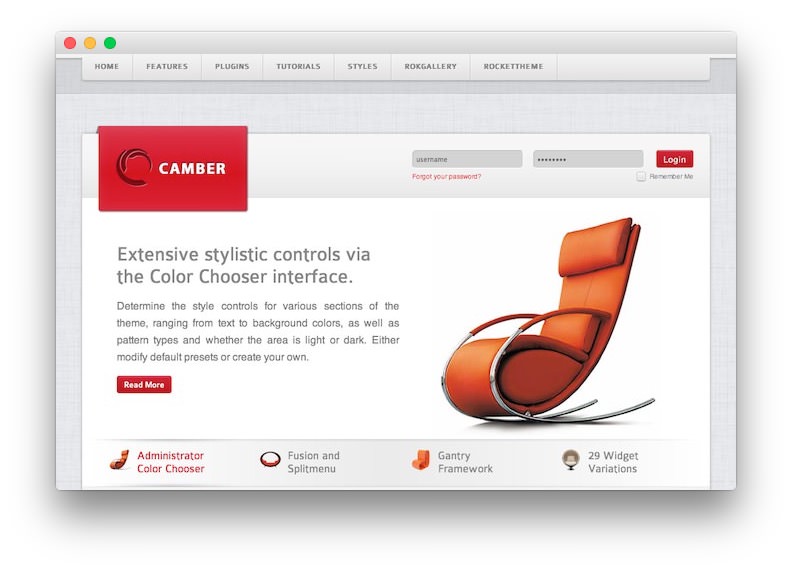 HOME FEATURES PLUGINS TUTORIALS STYLES ROKGALLERY ROCKETTHEME
CAMBER
username •••••••• Login
Forgot your password? Remember Me
Extensive stylistic controls via
the Color Chooser interface.
Determine the style controls for various sections of the
theme, ranging from text to background colors, as well as
pattern types and whether the area is light or dark. Either
modify default presets or create your own.
Read More
Administrator
Color Chooser
Fusion and
Splitmenu
Gantry
Framework
29 Widget
Variations